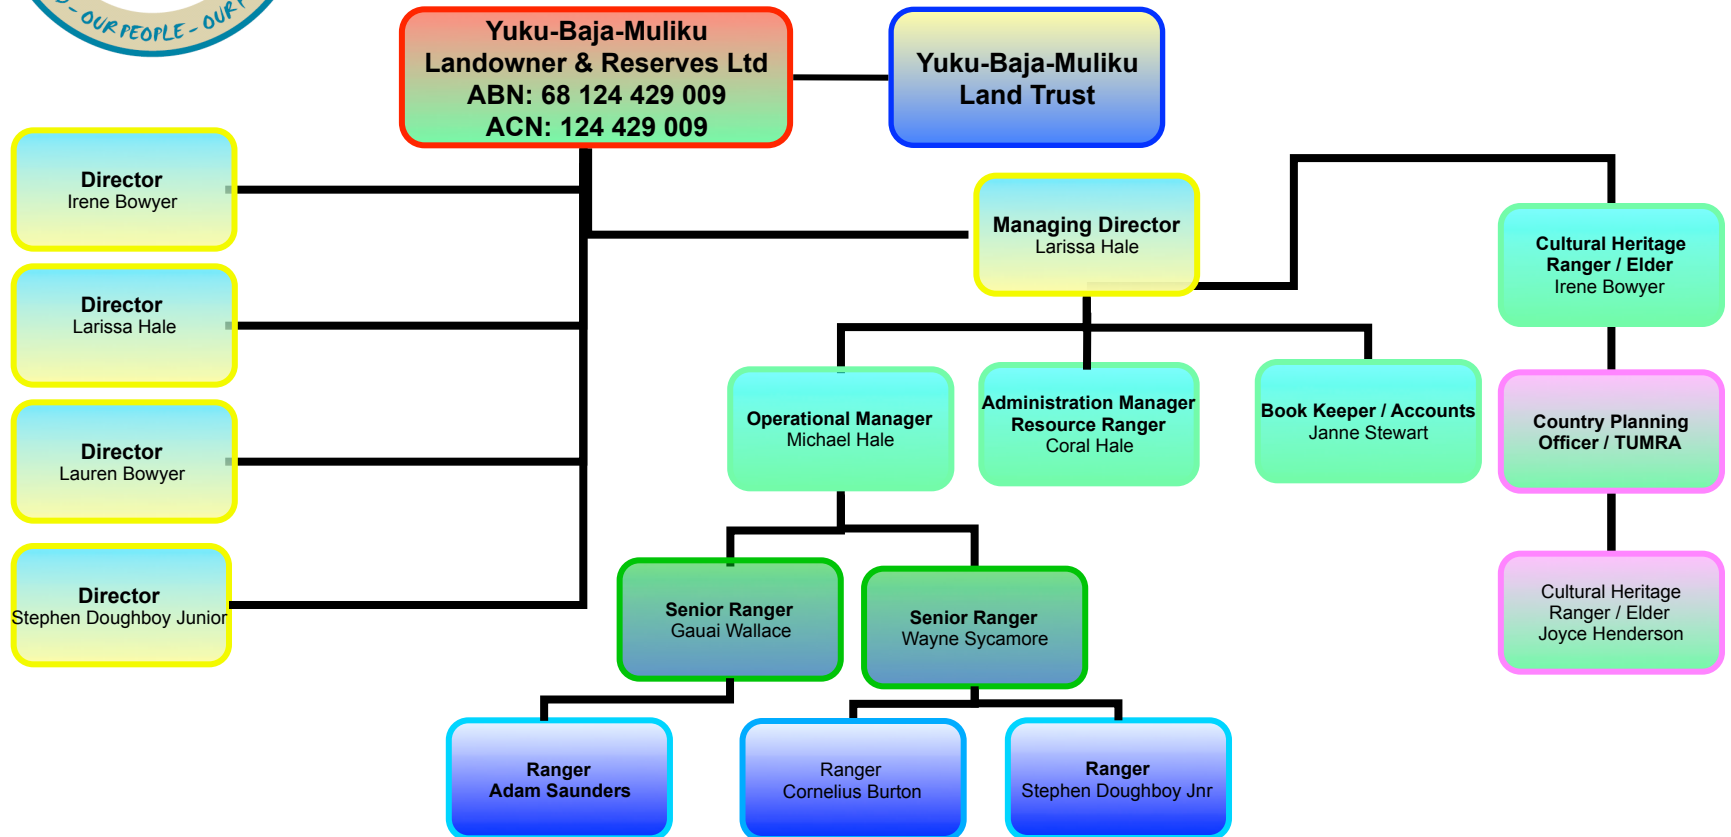 D - OUR PEOPLE - OUR
Yuku-Baja-Muliku
Landowner & Reserves Ltd
ABN: 68 124 429 009
ACN: 124 429 009
Yuku-Baja-Muliku
Land Trust
Director
Irene Bowyer
Director
Larissa Hale
Director
Lauren Bowyer
Director
Stephen Doughboy Junior
Managing Director
Larissa Hale
Cultural Heritage
Ranger / Elder
Irene Bowyer
Operational Manager
Michael Hale
Administration Manager
Resource Ranger
Coral Hale
Book Keeper / Accounts
Janne Stewart
Country Planning
Officer / TUMRA
Senior Ranger
Gauai Wallace
Senior Ranger
Wayne Sycamore
Cultural Heritage
Ranger / Elder
Joyce Henderson
Ranger
Adam Saunders
Ranger
Cornelius Burton
Ranger
Stephen Doughboy Jnr